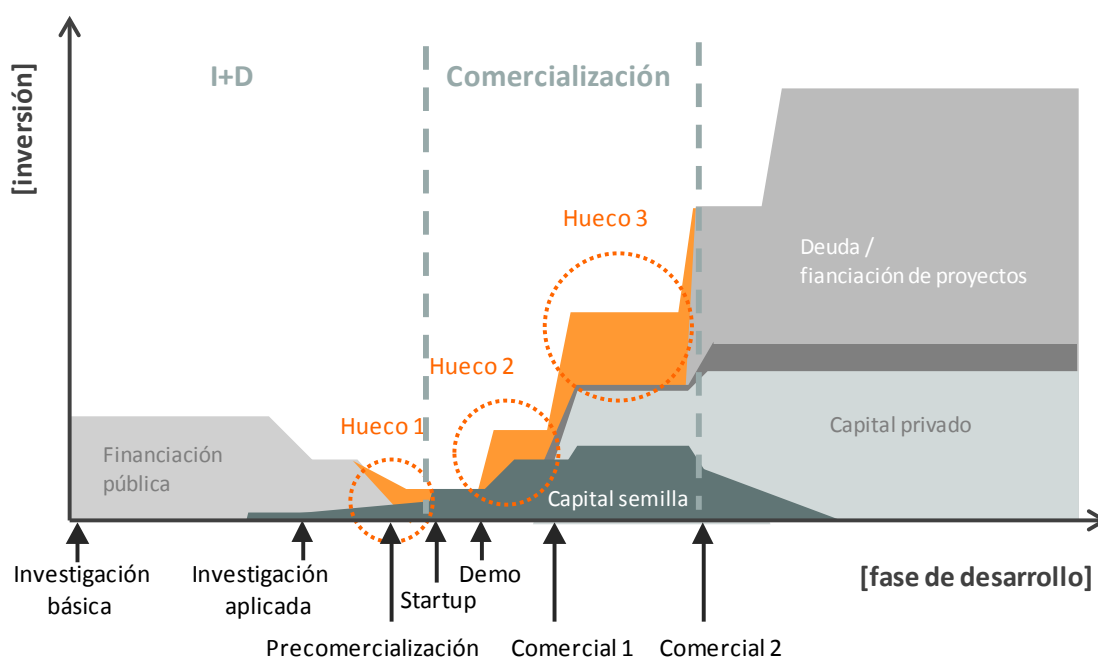 [inversión]
I+D
Comercialización
Hueco 3
Deuda /
fianciación de proyectos
Hueco 2
Hueco 1
Capital privado
Financiación
pública
Capital semilla
Investigación
básica
Investigación
aplicada
Startup
Demo
[fase de desarrollo]
Precomercialización
Comercial 1
Comercial 2